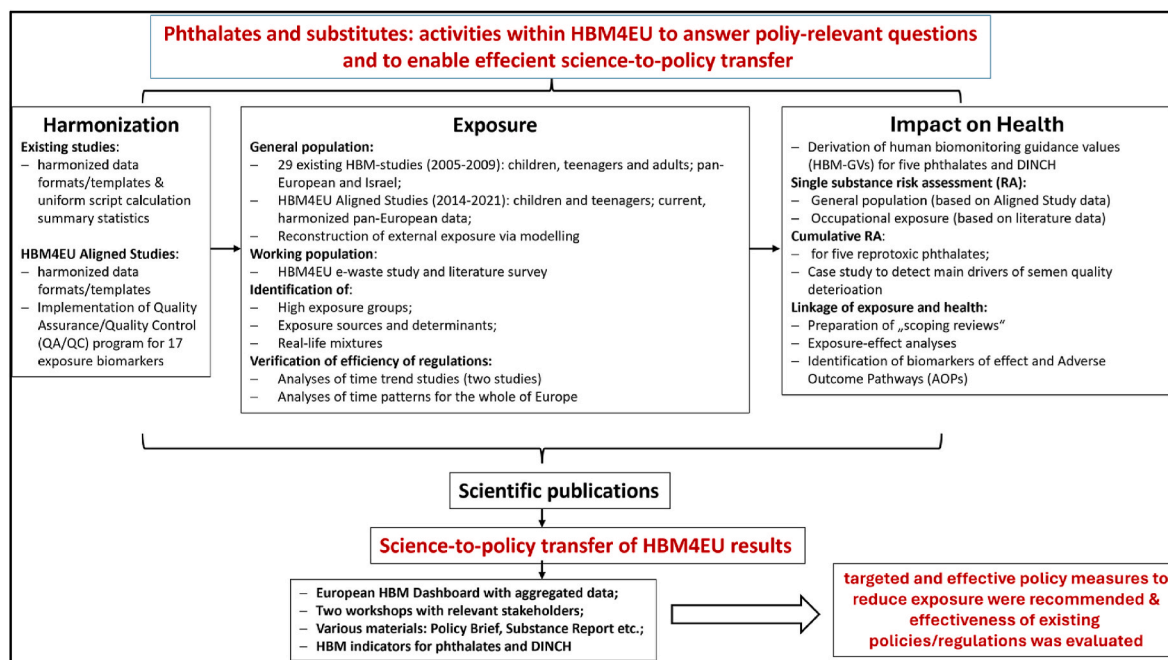 Phthalates and substitutes: activities within HBM4EU to answer poliy-relevant questions
and to enable effecient science-to-policy transfer
Harmonization
Existing studies:
– harmonized data
formats/templates &
uniform script calculation
summary statistics
HBM4EU Aligned Studies:
– harmonized data
formats/templates
– Implementation of Quality
Assurance/Quality Control
(QA/QC) program for 17
exposure biomarkers
Exposure
General population:
– 29 existing HBM-studies (2005-2009): children, teenagers and adults; pan-
European and Israel;
– HBM4EU Aligned Studies (2014-2021): children and teenagers; current,
harmonized pan-European data;
– Reconstruction of external exposure via modelling
Working population:
– HBM4EU e-waste study and literature survey
Identification of:
– High exposure groups;
– Exposure sources and determinants;
– Real-life mixtures
Verification of efficiency of regulations:
– Analyses of time trend studies (two studies)
– Analyses of time patterns for the whole of Europe
Impact on Health
– Derivation of human biomonitoring guidance values
(HBM-GVs) for five phthalates and DINCH
Single substance risk assessment (RA):
– General population (based on Aligned Study data)
– Occupational exposure (based on literature data)
Cumulative RA:
– for five reprotoxic phthalates;
– Case study to detect main drivers of semen quality
deterioation
Linkage of exposure and health:
– Preparation of „scoping reviews“
– Exposure-effect analyses
– Identification of biomarkers of effect and Adverse
Outcome Pathways (AOPs)
Scientific publications
Science-to-policy transfer of HBM4EU results
– European HBM Dashboard with aggregated data;
– Two workshops with relevant stakeholders;
– Various materials: Policy Brief, Substance Report etc.;
– HBM indicators for phthalates and DINCH
targeted and effective policy measures to
reduce exposure were recommended &
effectiveness of existing
policies/regulations was evaluated